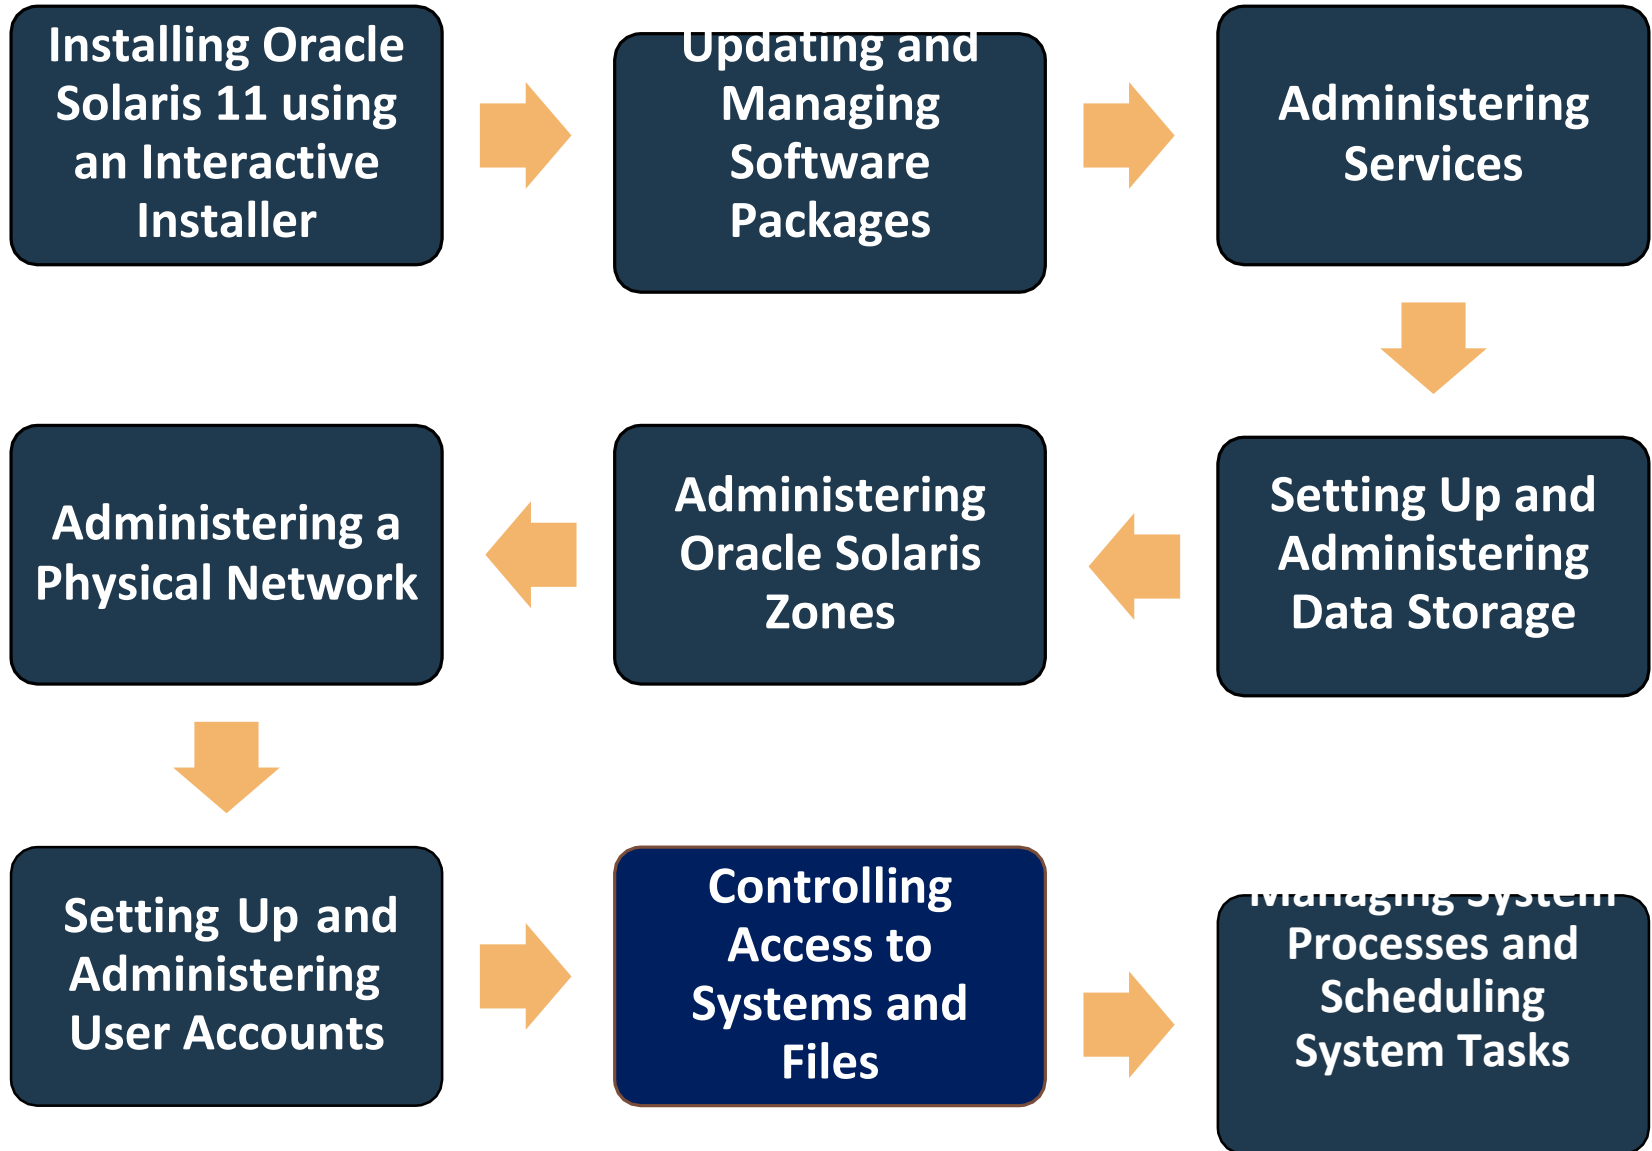 Installing Oracle
Solaris 11 using
an Interactive
Installer
Updating and
Managing
Software
Packages
Administering
Services
Administering a
Physical Network
Administering
Oracle Solaris
Zones
Setting Up and
Administering
Data Storage
Setting Up and
Administering
User Accounts
Controlling
Access to
Systems and
Files
Managing System
Processes and
Scheduling
System Tasks